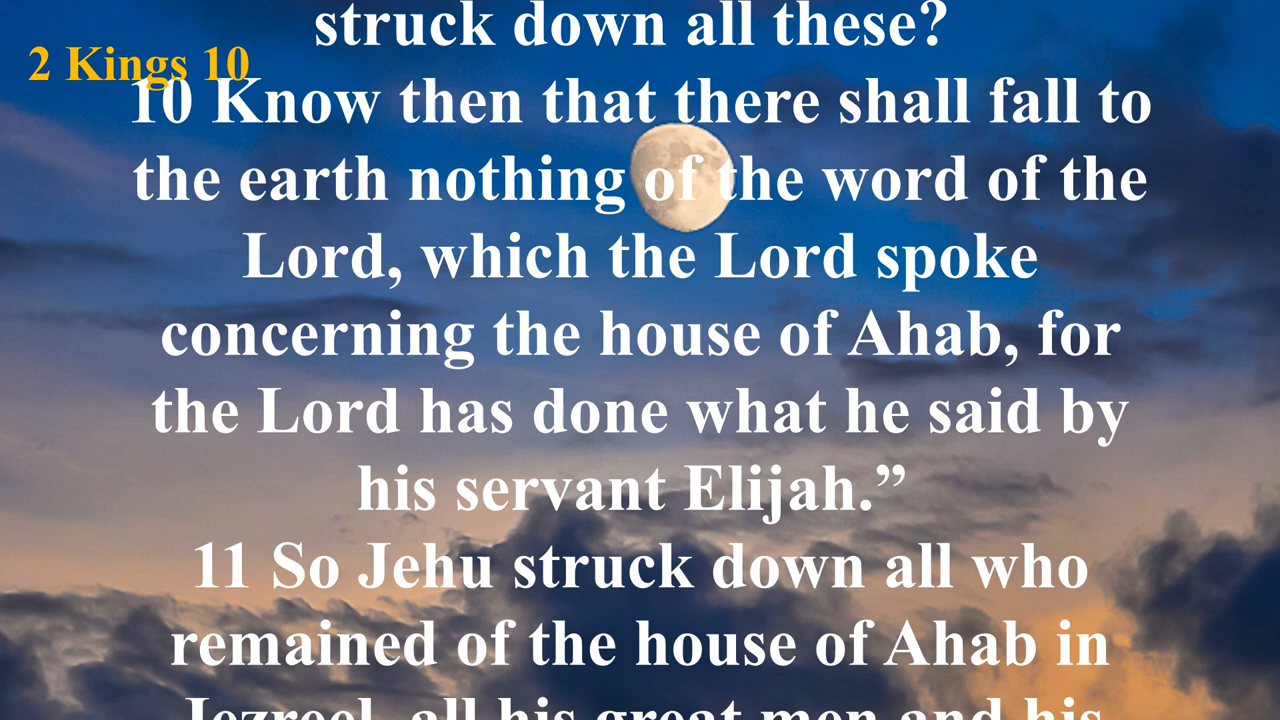 struck down all these?
2 Kings 10
10 Know then that there shall fall to
the earth nothing of the word of the
Lord, which the Lord spoke
concerning the house of Ahab, for
the Lord has done what he said by
his servant Elijah.”
11 So Jehu struck down all who
remained of the house of Ahab in
Jezreel, all his great men and his